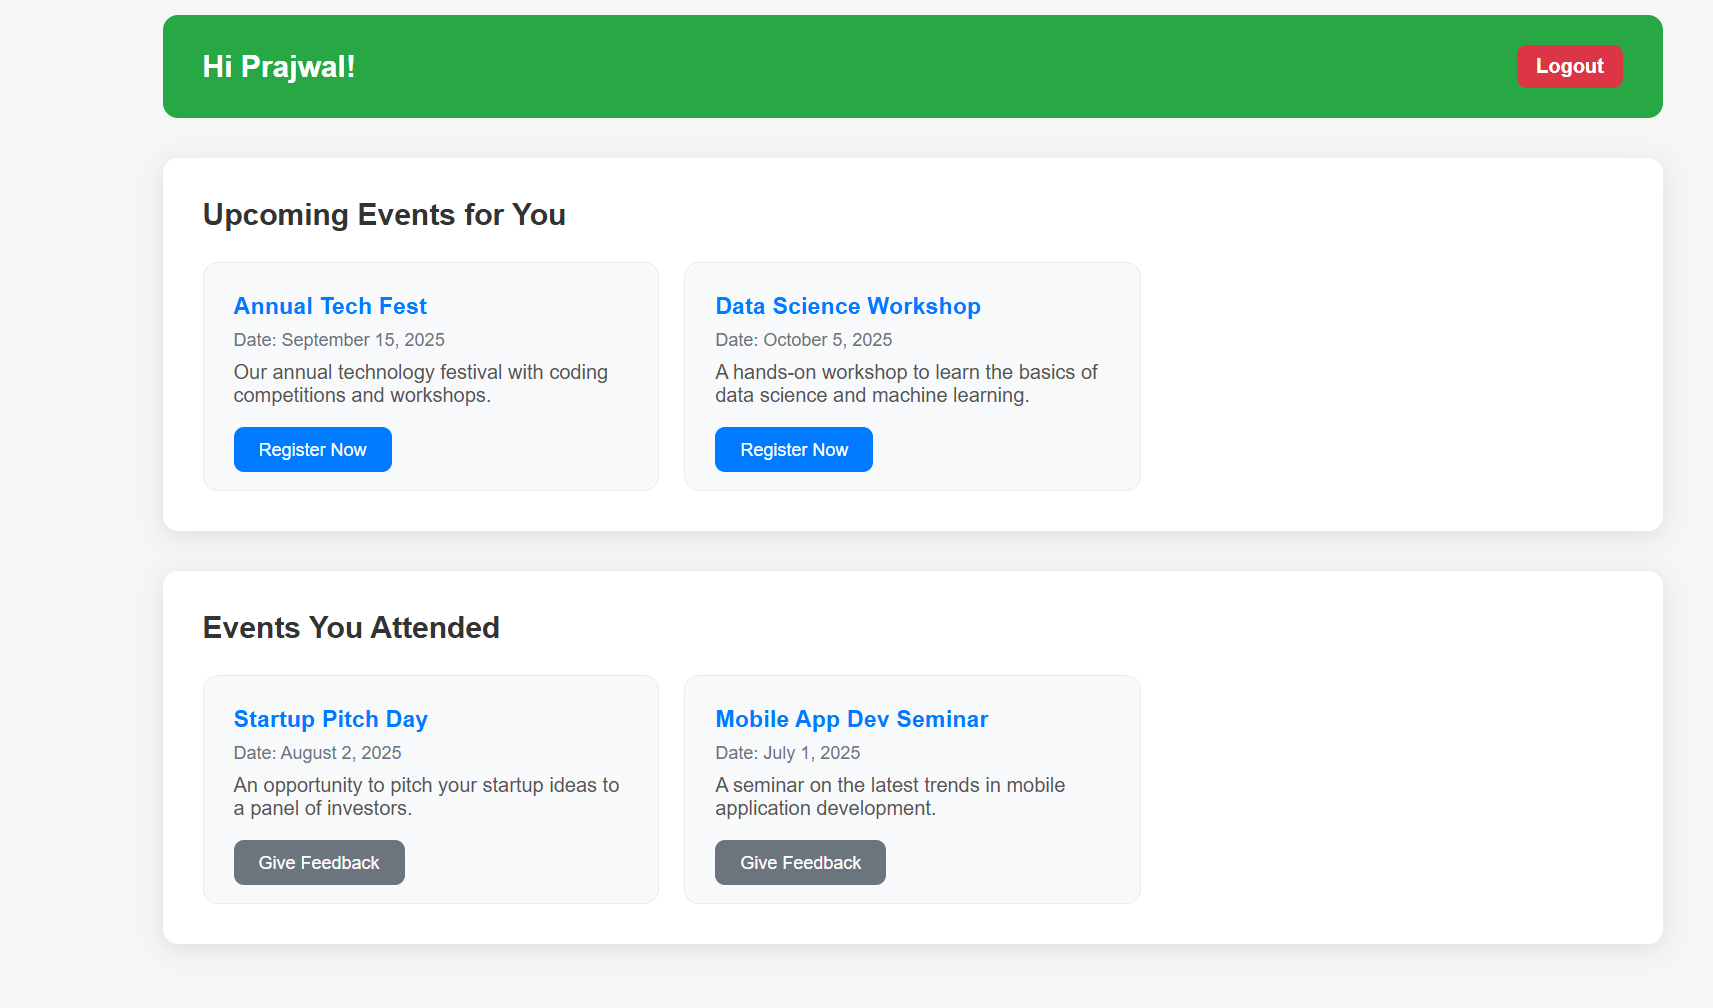 Hi Prajwal!
Logout
Upcoming Events for You
Annual Tech Fest
Date: September 15, 2025
Our annual technology festival with coding
competitions and workshops.
Register Now
Data Science Workshop
Date: October 5, 2025
A hands-on workshop to learn the basics of
data science and machine learning.
Register Now
Events You Attended
Startup Pitch Day
Date: August 2, 2025
An opportunity to pitch your startup ideas to
a panel of investors.
Give Feedback
Mobile App Dev Seminar
Date: July 1, 2025
A seminar on the latest trends in mobile
application development.
Give Feedback